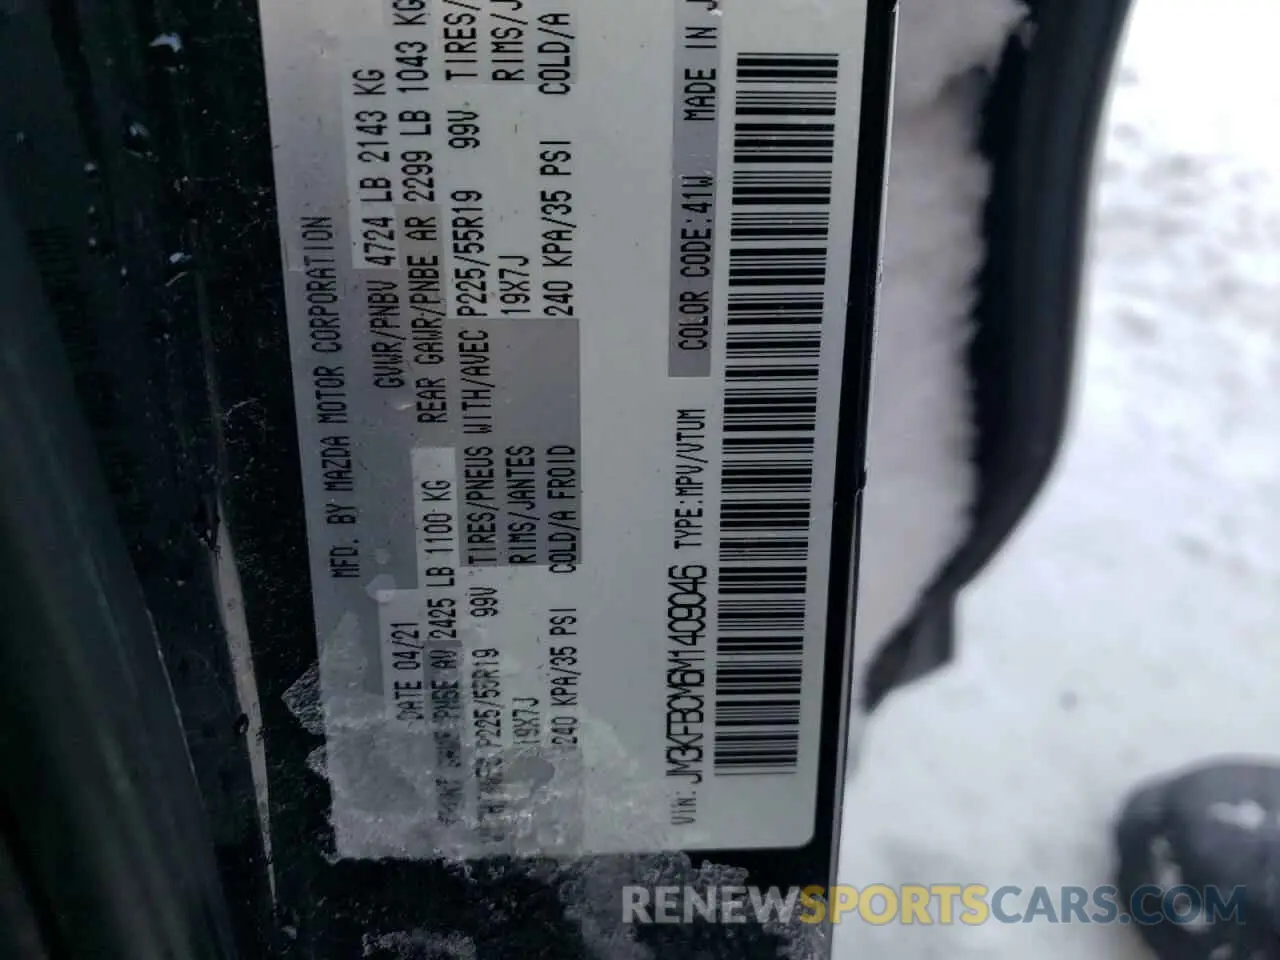 MFD. BY MAZDA MOTOR CORPORATION
DATE 04/21 GVWR/PNBV 4724 LB 2143 KG
PNBE AV 2425 LB 1100 KG REAR GAWR/PNBE AR 2299 LB 1043 KG
P225/55R19 99V TIRES/PNEUS WITH/AVEC P225/55R19 99V TIRES/
19X7J RIMS/JANTES 19X7J RIMS/J
240 KPA/35 PSI COLD/A FROID 240 KPA/35 PSI COLD/A
COLOR CODE:41W MADE IN J
VIN: JM3KFBCM6M1409046 TYPE:MPV/VTUM
RENEWSPORTSCARS.COM